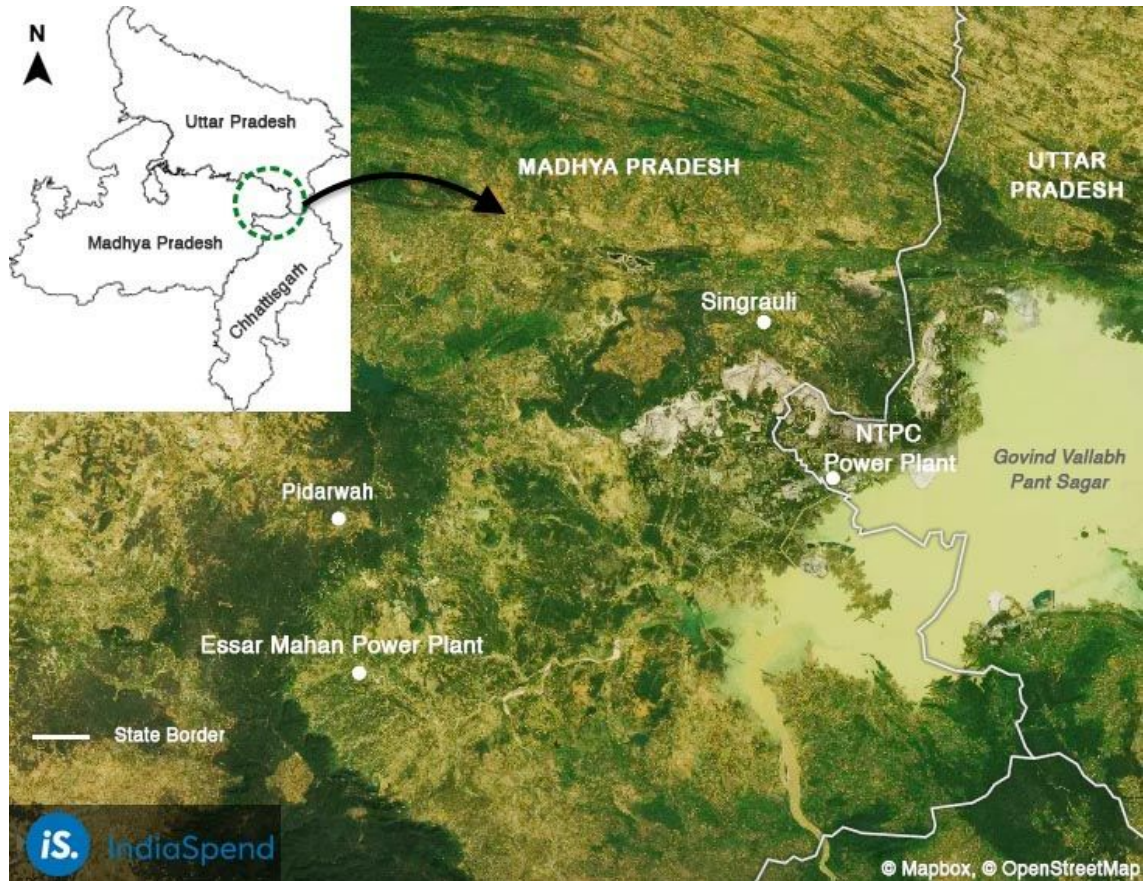 N
Uttar Pradesh
Madhya Pradesh
Chhattisgarh
MADHYA PRADESH
UTTAR
PRADESH
Singrauli
NTPC
Power Plant
Govind Vallabh
Pant Sagar
Pidarwah
Essar Mahan Power Plant
State Border
iS. IndiaSpend
© Mapbox, © OpenStreetMap